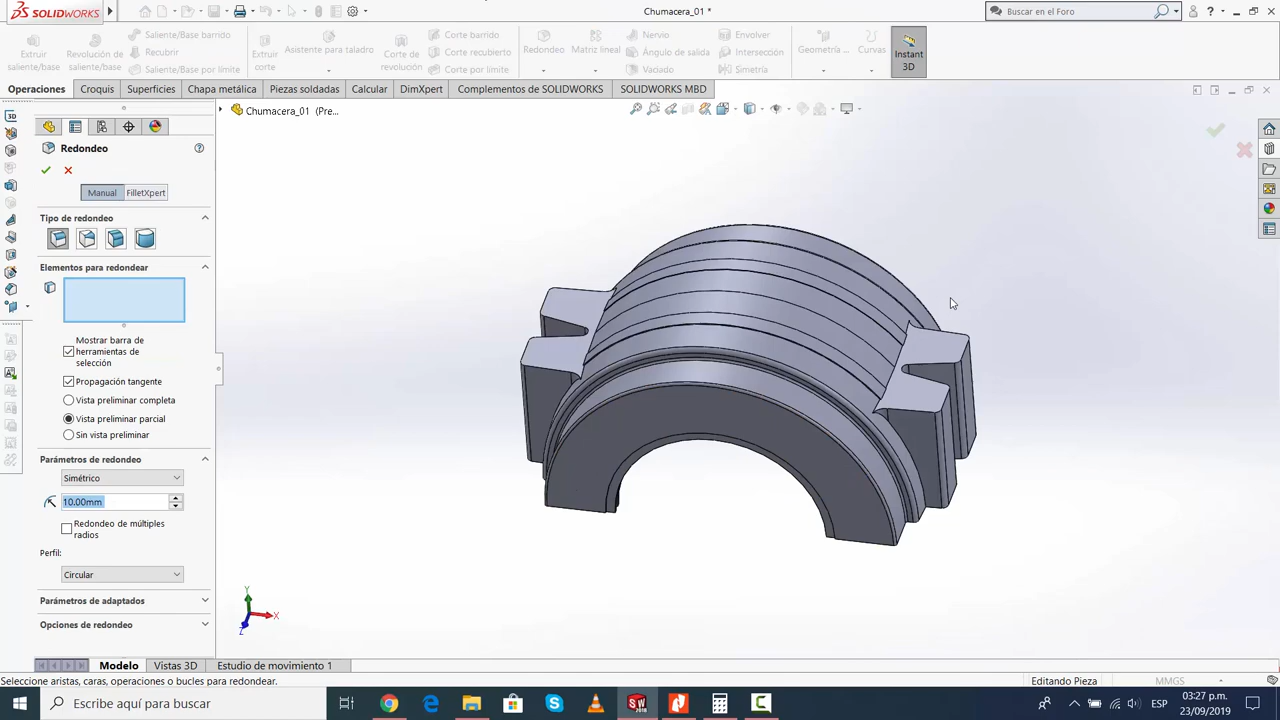 SOLIDWORKS
Chumacera_01 *
Buscar en el Foro
Extruir saliente/base
Revolución de saliente/base
Saliente/Base barrido
Recubrir
Saliente/Base por límite
Extruir corte
Asistente para taladro
Corte de revolución
Corte barrido
Corte recubierto
Corte por límite
Redondeo
Matriz lineal
Nervio
Ángulo de salida
Vaciado
Envolver
Intersección
Simetría
Geometría ...
Curvas
Instant 3D
Operaciones
Croquis
Superficies
Chapa metálica
Piezas soldadas
Calcular
DimXpert
Complementos de SOLIDWORKS
SOLIDWORKS MBD
Chumacera_01 (Pre...
Redondeo
Manual
FilletXpert
Tipo de redondeo
Elementos para redondear
Mostrar barra de
herramientas de
selección
Propagación tangente
Vista preliminar completa
Vista preliminar parcial
Sin vista preliminar
Parámetros de redondeo
Simétrico
10.00mm
Redondeo de múltiples
radios
Perfil:
Circular
Parámetros de adaptados
Opciones de redondeo
Y
X
Z
Modelo
Vistas 3D
Estudio de movimiento 1
Seleccione aristas, caras, operaciones o bucles para redondear.
Editando Pieza
MMGS
Escribe aquí para buscar
ESP
03:27 p.m.
23/09/2019